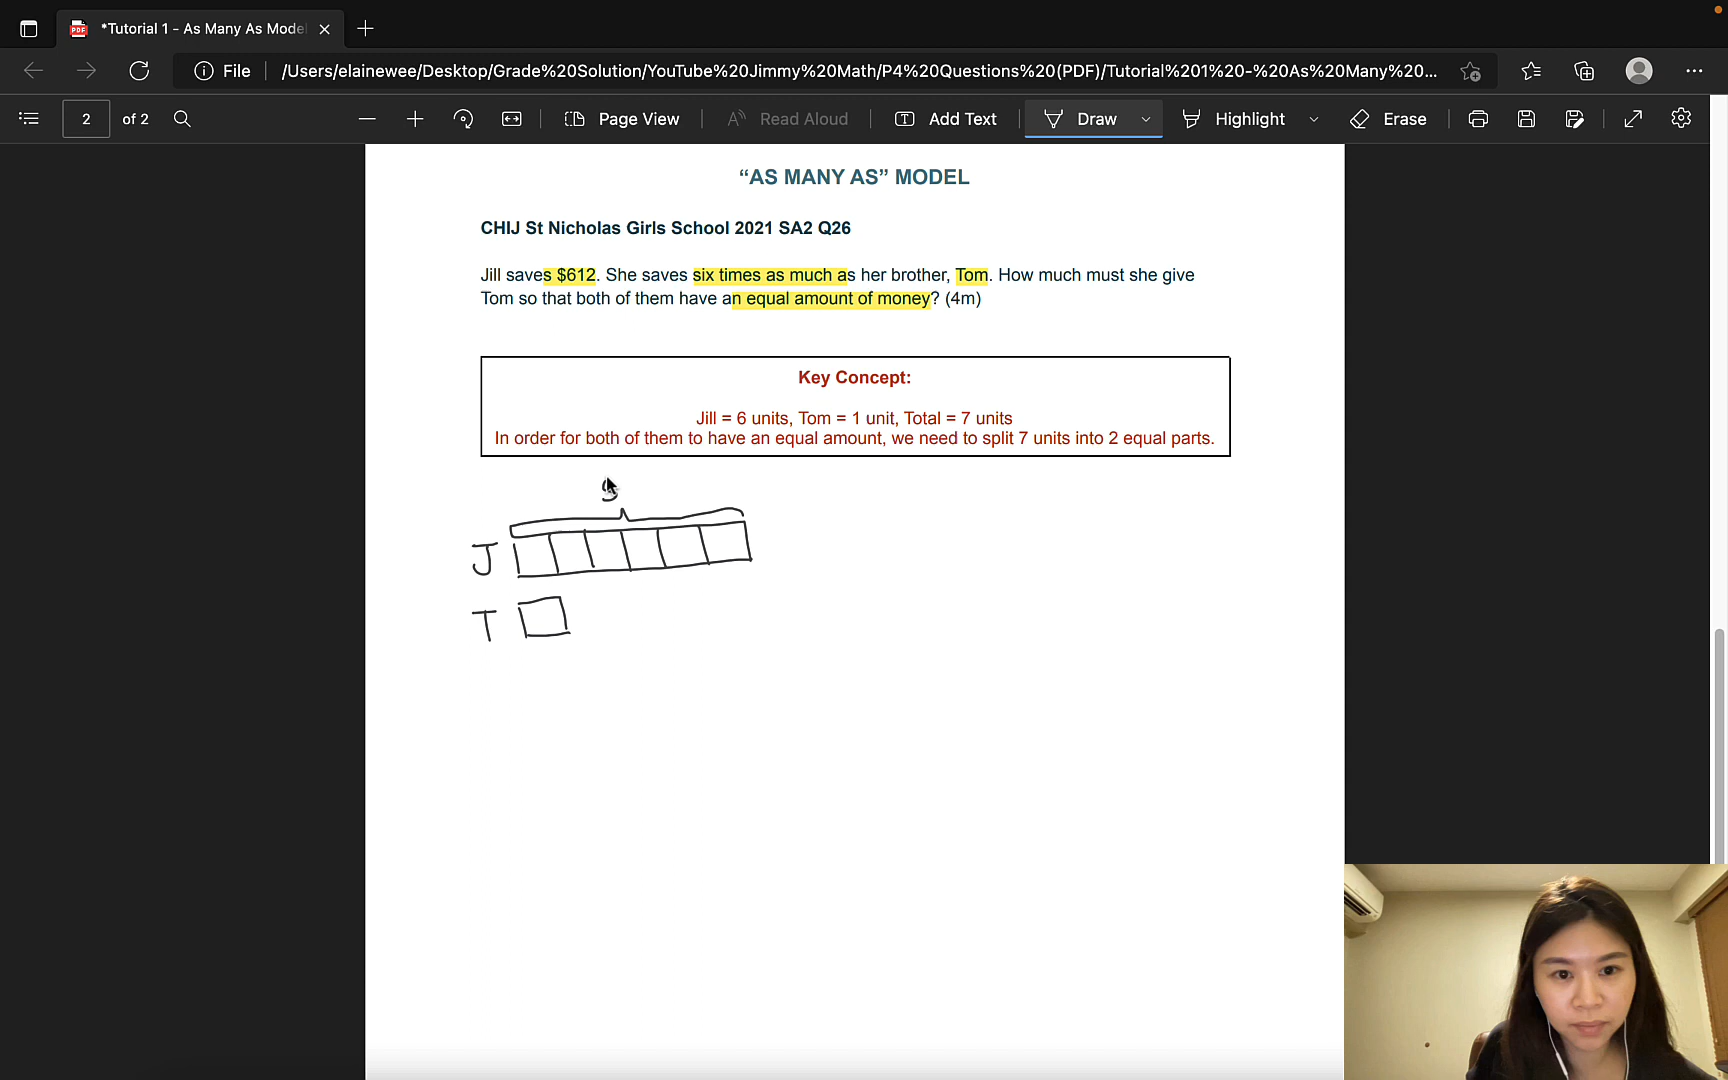 *Tutorial 1 - As Many As Mode
File /Users/elainewee/Desktop/Grade%20Solution/YouTube%20Jimmy%20Math/P4%20Questions%20(PDF)/Tutorial%201%20-%20As%20Many%20...
2 of 2 Page View Read Aloud Add Text Draw Highlight Erase
“AS MANY AS” MODEL
CHIJ St Nicholas Girls School 2021 SA2 Q26
Jill saves $612. She saves six times as much as her brother, Tom. How much must she give
Tom so that both of them have an equal amount of money? (4m)
Key Concept:
Jill = 6 units, Tom = 1 unit, Total = 7 units
In order for both of them to have an equal amount, we need to split 7 units into 2 equal parts.
J
T